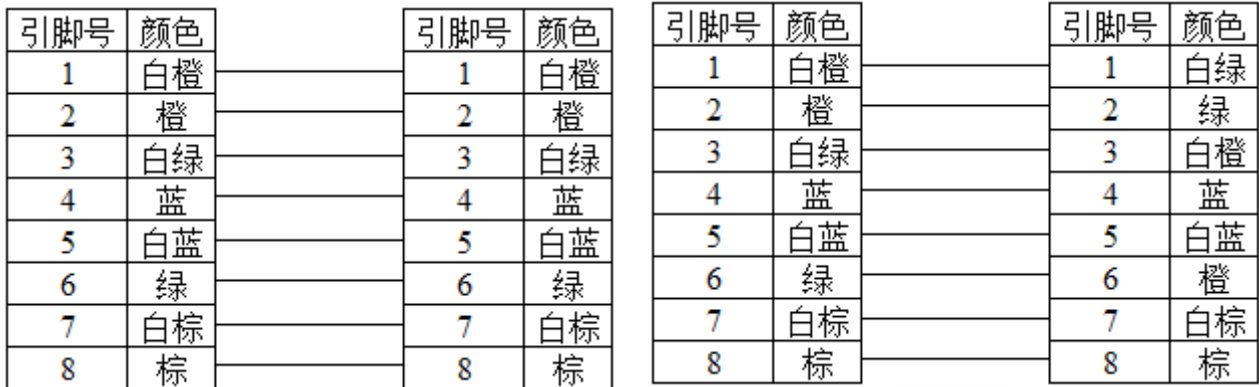 引脚号 颜色 引脚号 颜色 引脚号 颜色 引脚号 颜色
1 白橙 1 白橙 1 白橙 1 白绿
2 橙 2 橙 2 橙 2 绿
3 白绿 3 白绿 3 白绿 3 白橙
4 蓝 4 蓝 4 蓝 4 蓝
5 白蓝 5 白蓝 5 白蓝 5 白蓝
6 绿 6 绿 6 绿 6 橙
7 白棕 7 白棕 7 白棕 7 白棕
8 棕 8 棕 8 棕 8 棕